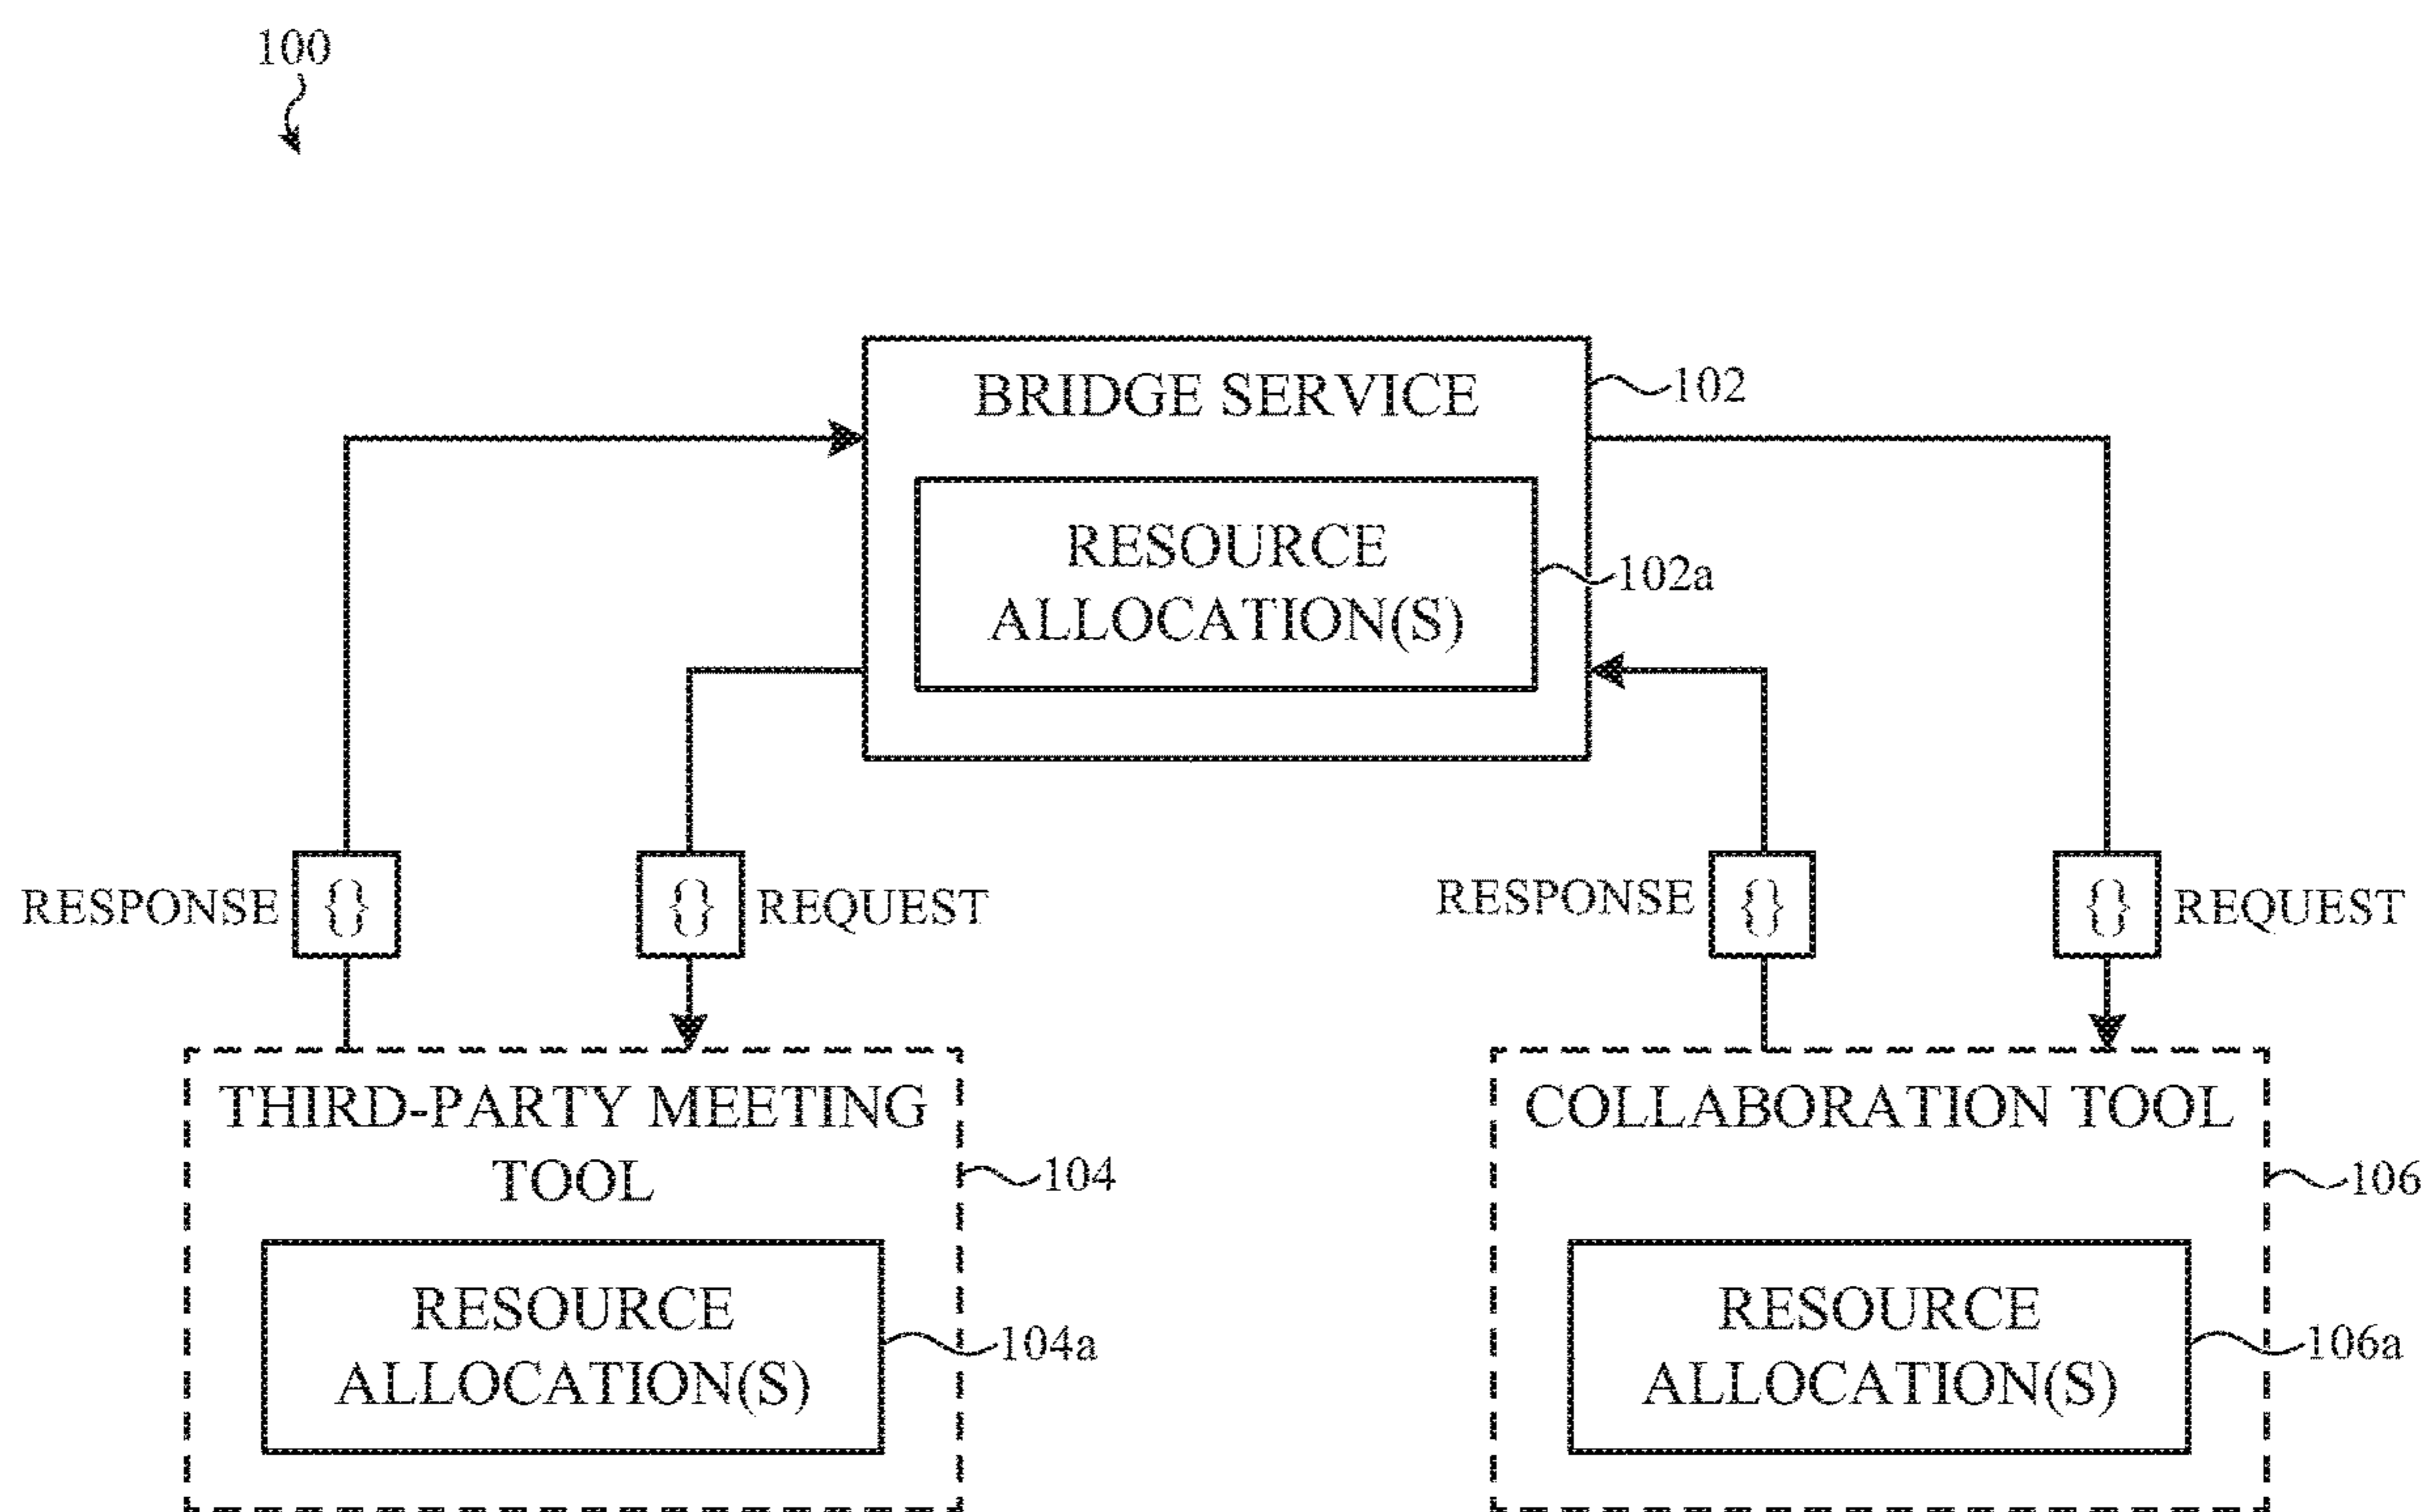 100
BRIDGE SERVICE
102
RESOURCE
ALLOCATION(S)
102a
RESPONSE
{}
{}
REQUEST
RESPONSE
{}
{}
REQUEST
THIRD-PARTY MEETING
TOOL
104
RESOURCE
ALLOCATION(S)
104a
COLLABORATION TOOL
106
RESOURCE
ALLOCATION(S)
106a